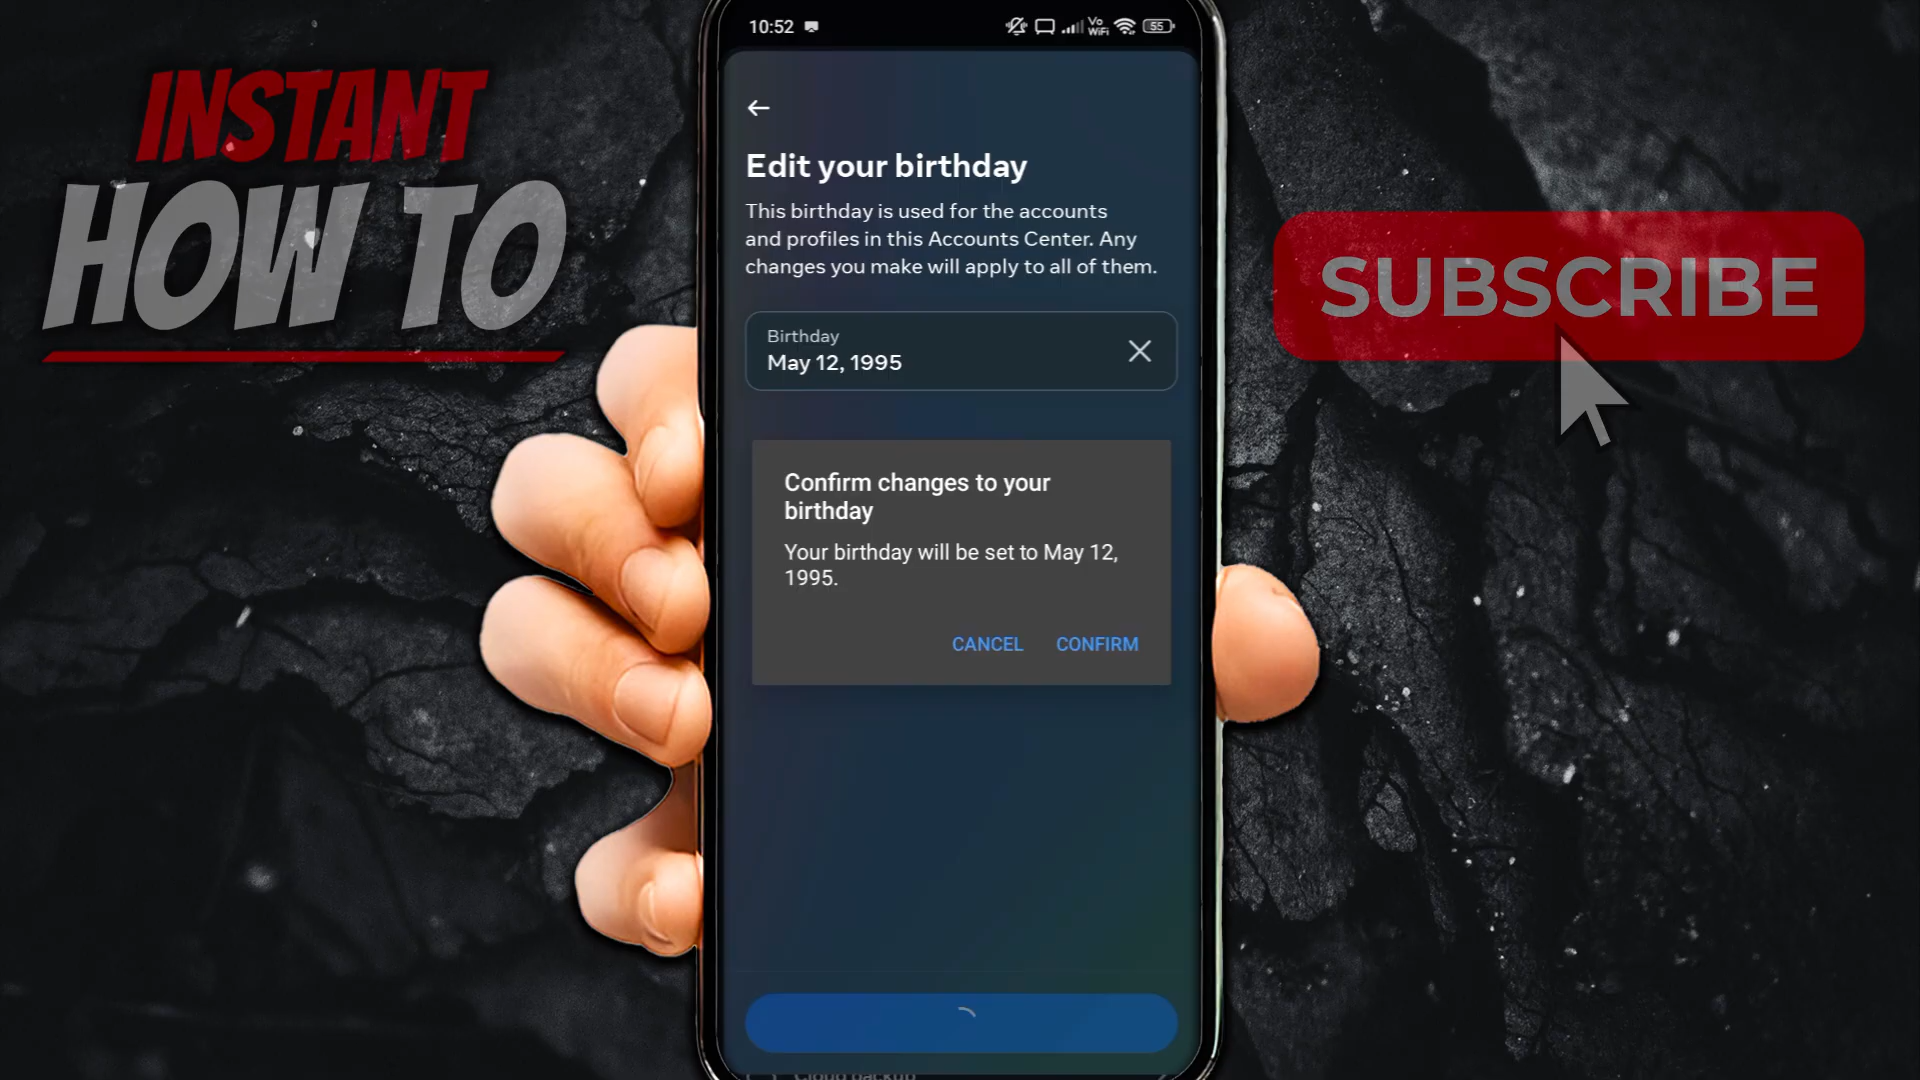 INSTANT
HOW TO
SUBSCRIBE
10:52
Vo
WiFi
55
Edit your birthday
This birthday is used for the accounts
and profiles in this Accounts Center. Any
changes you make will apply to all of them.
Birthday
May 12, 1995
Confirm changes to your
birthday
Your birthday will be set to May 12,
1995.
CANCEL CONFIRM
Cloud backup